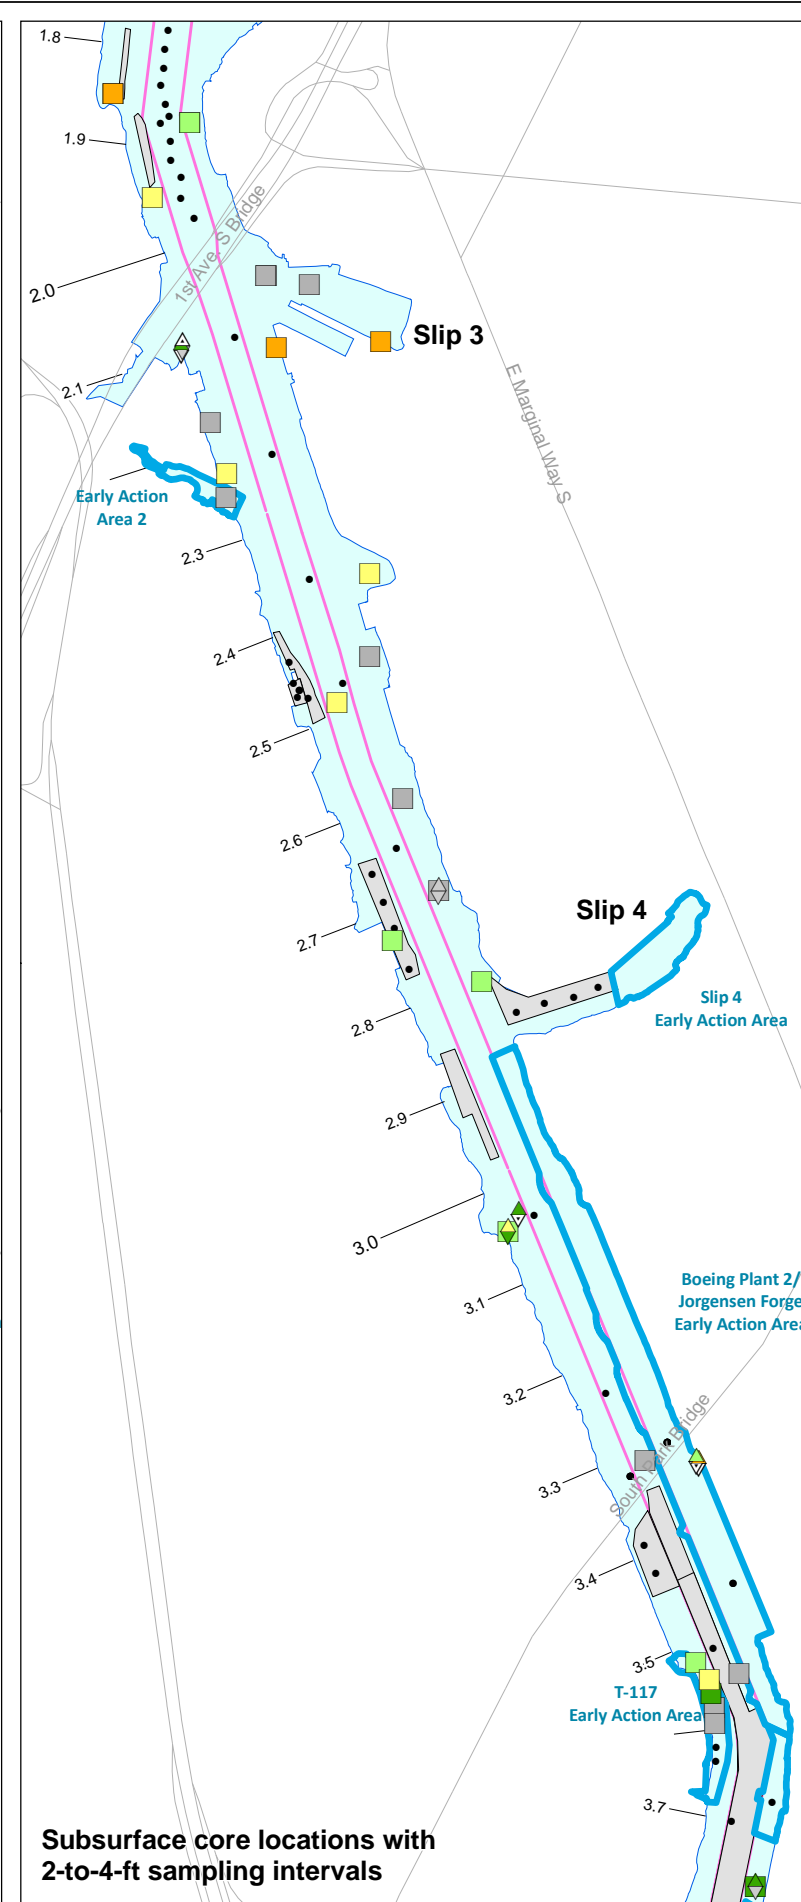 1.8
1.9
1st Ave. S Bridge
2.0
Slip 3
2.1
E Marginal Way S
Early Action
Area 2
2.3
2.4
2.5
2.6
Slip 4
2.7
Slip 4
Early Action Area
2.8
2.9
3.0
Boeing Plant 2/
Jorgensen Forge
Early Action Area
3.1
3.2
South Park Bridge
3.3
3.4
3.5
T-117
Early Action Area
3.7
Subsurface core locations with
2-to-4-ft sampling intervals